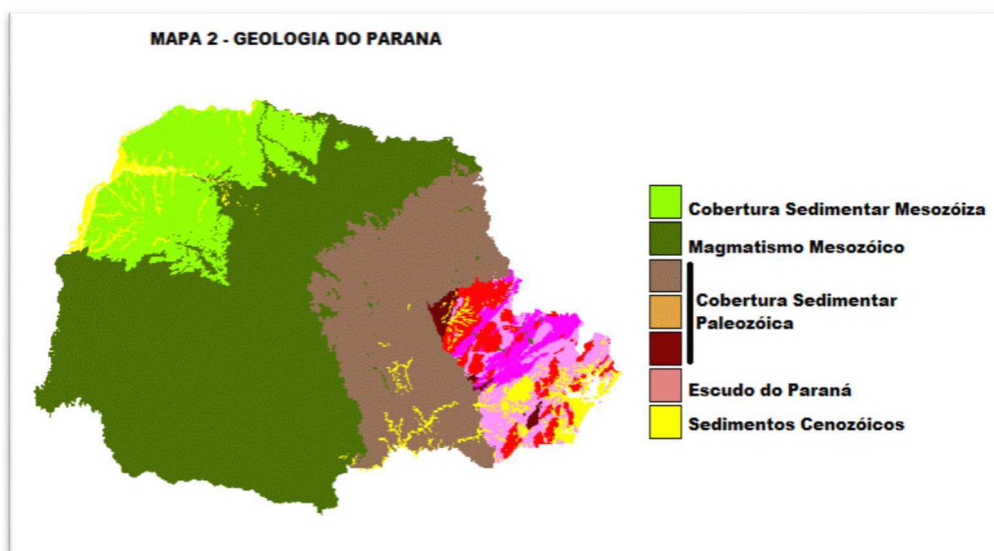 MAPA 2 - GEOLOGIA DO PARANA
Cobertura Sedimentar Mesozóiza
Magmatismo Mesozóico
Cobertura Sedimentar
Paleozóica
Escudo do Paraná
Sedimentos Cenozóicos